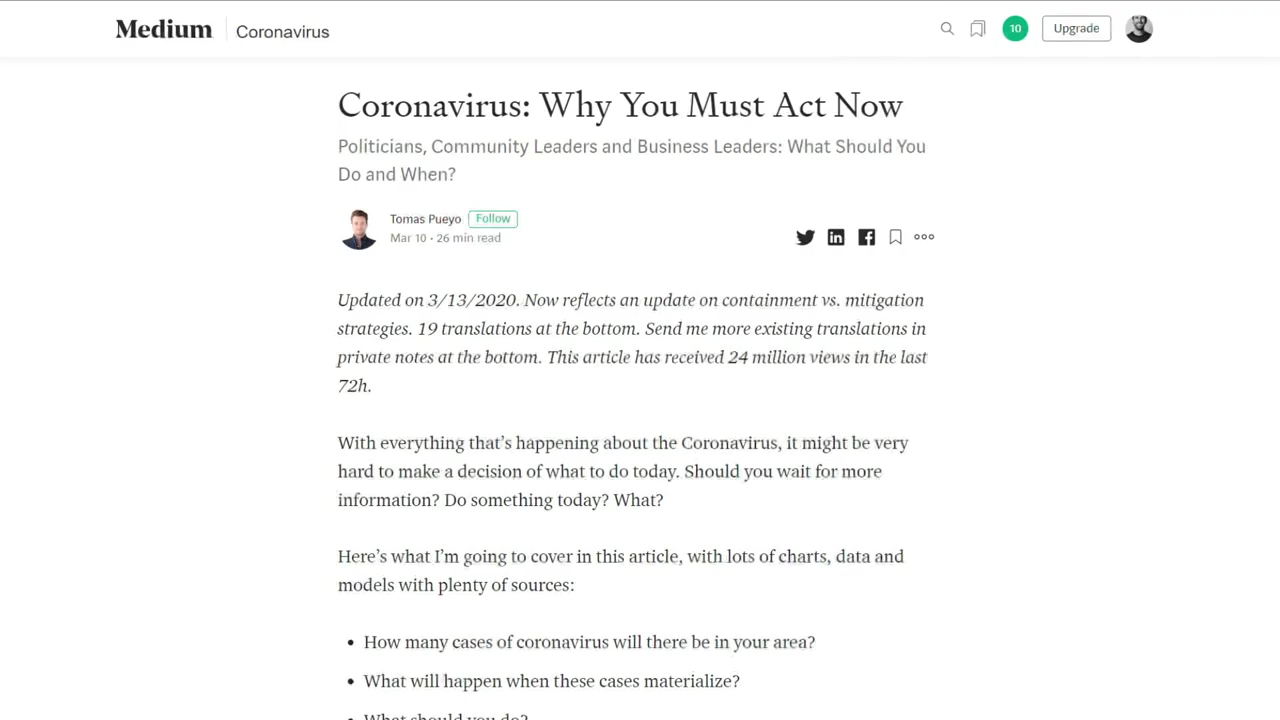 Medium
Coronavirus
10
Upgrade
Coronavirus: Why You Must Act Now
Politicians, Community Leaders and Business Leaders: What Should You
Do and When?
Tomas Pueyo
Follow
Mar 10 · 26 min read
Updated on 3/13/2020. Now reflects an update on containment vs. mitigation
strategies. 19 translations at the bottom. Send me more existing translations in
private notes at the bottom. This article has received 24 million views in the last
72h.
With everything that’s happening about the Coronavirus, it might be very
hard to make a decision of what to do today. Should you wait for more
information? Do something today? What?
Here’s what I’m going to cover in this article, with lots of charts, data and
models with plenty of sources:
• How many cases of coronavirus will there be in your area?
• What will happen when these cases materialize?
• What should you do?